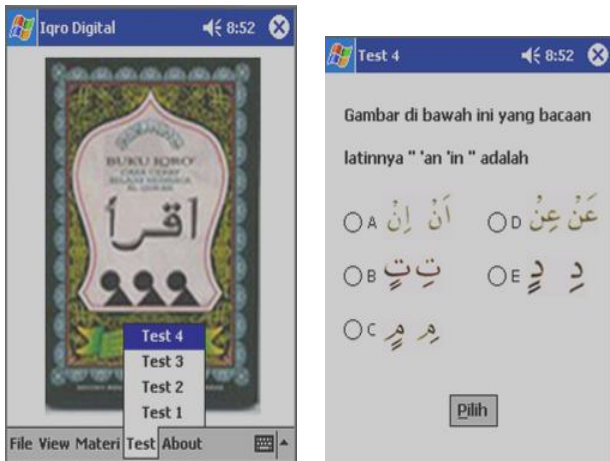 Iqro Digital 8:52
BUKU IQRO'
CARA CEPAT
BELAJAR MEMBACA
AL QUR'AN
اقرأ
Test 4
Test 3
Test 2
Test 1
File View Materi Test About
Test 4 8:52
Gambar di bawah ini yang bacaan
latinnya " 'an 'in " adalah
A اَنْ اِنْ
D عَنْ عِنْ
B تِ تٍ
E دِ دٍ
C مِ مٍ
Pilih